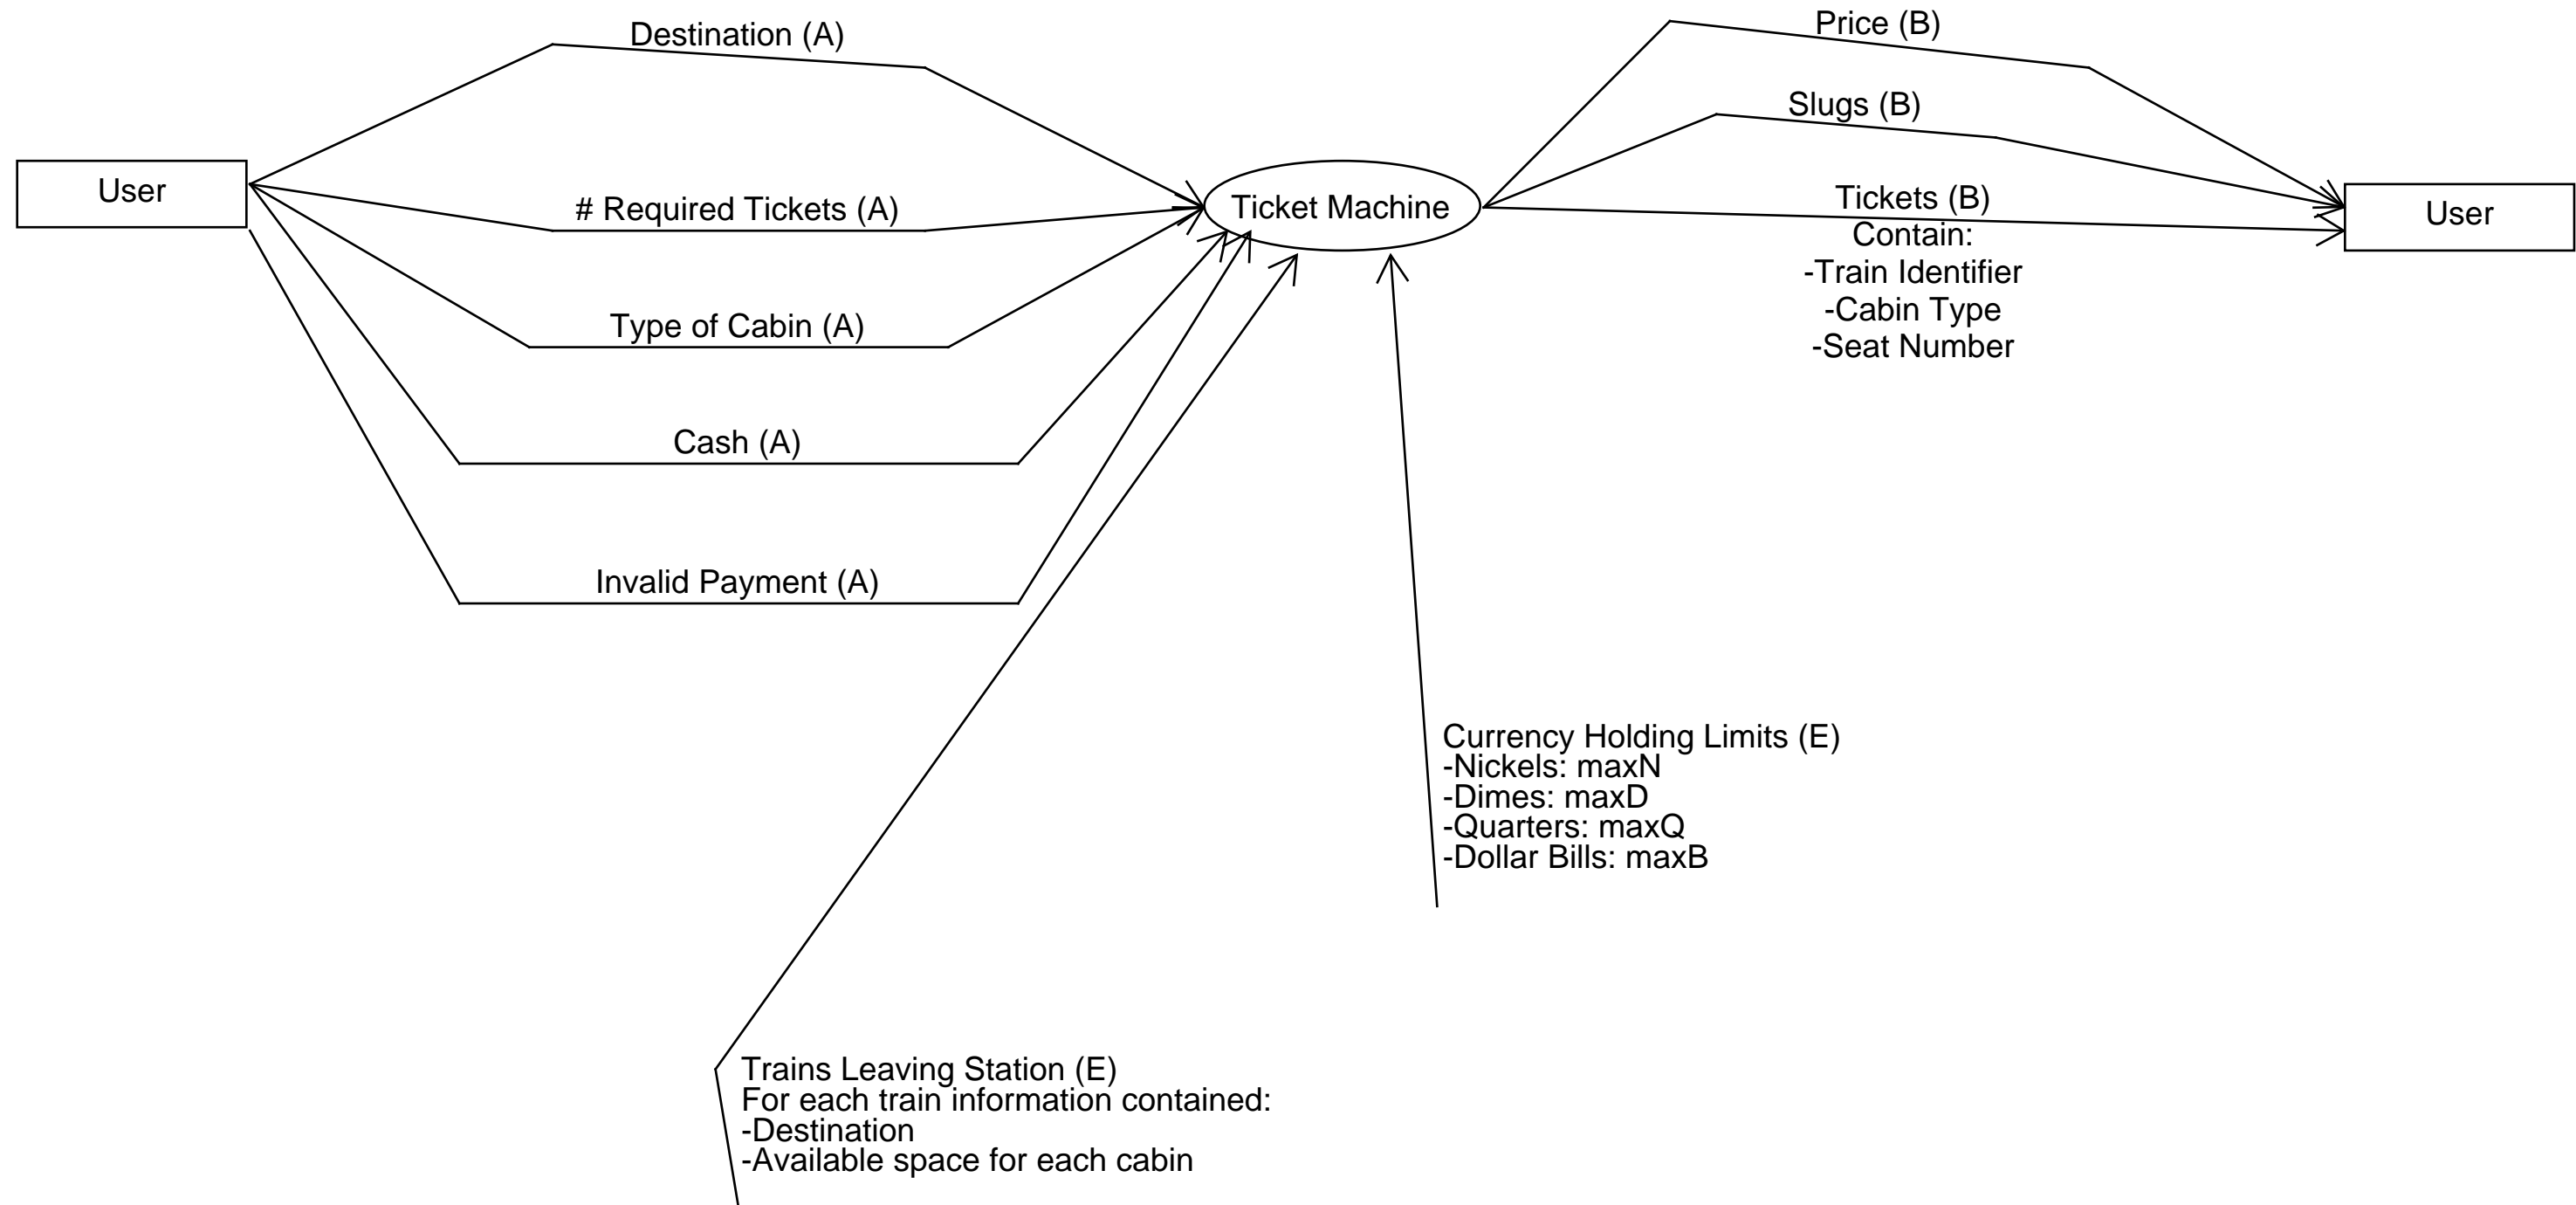 Destination (A)
Price (B)
Slugs (B)
User
# Required Tickets (A)
Ticket Machine
Tickets (B)
Contain:
-Train Identifier
-Cabin Type
-Seat Number
User
Type of Cabin (A)
Cash (A)
Invalid Payment (A)
Currency Holding Limits (E)
-Nickels: maxN
-Dimes: maxD
-Quarters: maxQ
-Dollar Bills: maxB
Trains Leaving Station (E)
For each train information contained:
-Destination
-Available space for each cabin